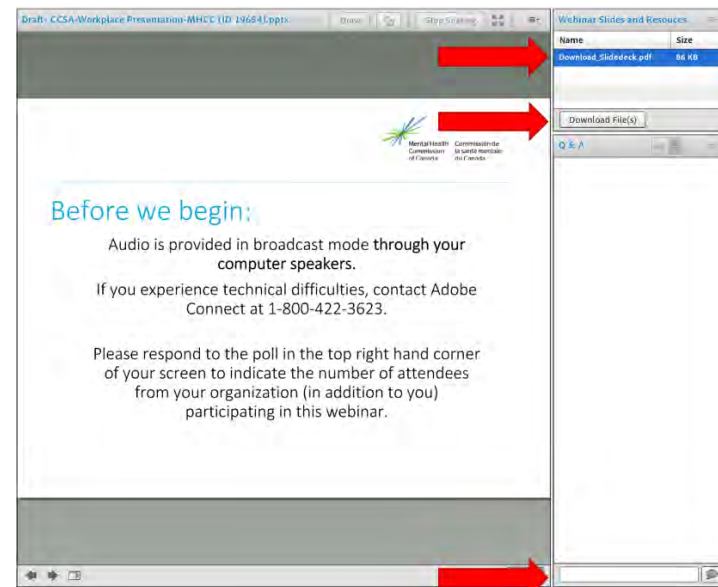 Draft- CCSA-Workplace Presentation-MHCC (ID 19684).pptx
Draw
Stop Sharing
Webinar Slides and Resouces
Name Size
Download_Slidedeck.pdf 86 KB
Download File(s)
Q & A
Mental Health Commission de
Commission la santé mentale
of Canada du Canada
Before we begin:
Audio is provided in broadcast mode through your
computer speakers.
If you experience technical difficulties, contact Adobe
Connect at 1-800-422-3623.
Please respond to the poll in the top right hand corner
of your screen to indicate the number of attendees
from your organization (in addition to you)
participating in this webinar.